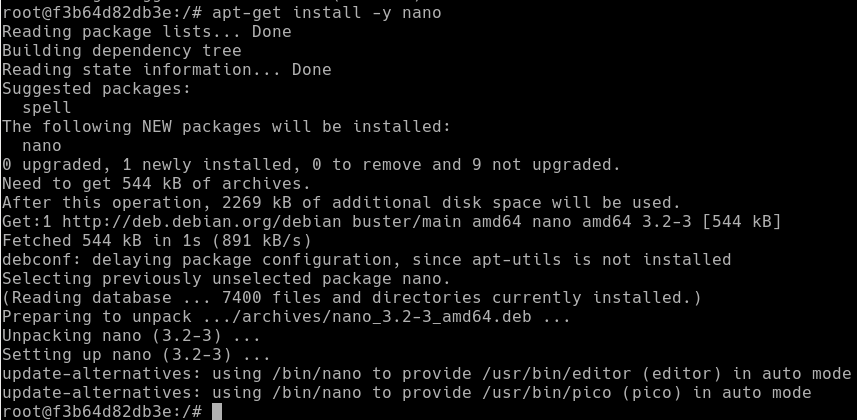 root@f3b64d82db3e:/# apt-get install -y nano
Reading package lists... Done
Building dependency tree
Reading state information... Done
Suggested packages:
  spell
The following NEW packages will be installed:
  nano
0 upgraded, 1 newly installed, 0 to remove and 9 not upgraded.
Need to get 544 kB of archives.
After this operation, 2269 kB of additional disk space will be used.
Get:1 http://deb.debian.org/debian buster/main amd64 nano amd64 3.2-3 [544 kB]
Fetched 544 kB in 1s (891 kB/s)
debconf: delaying package configuration, since apt-utils is not installed
Selecting previously unselected package nano.
(Reading database ... 7400 files and directories currently installed.)
Preparing to unpack .../archives/nano_3.2-3_amd64.deb ...
Unpacking nano (3.2-3) ...
Setting up nano (3.2-3) ...
update-alternatives: using /bin/nano to provide /usr/bin/editor (editor) in auto mode
update-alternatives: using /bin/nano to provide /usr/bin/pico (pico) in auto mode
root@f3b64d82db3e:/#